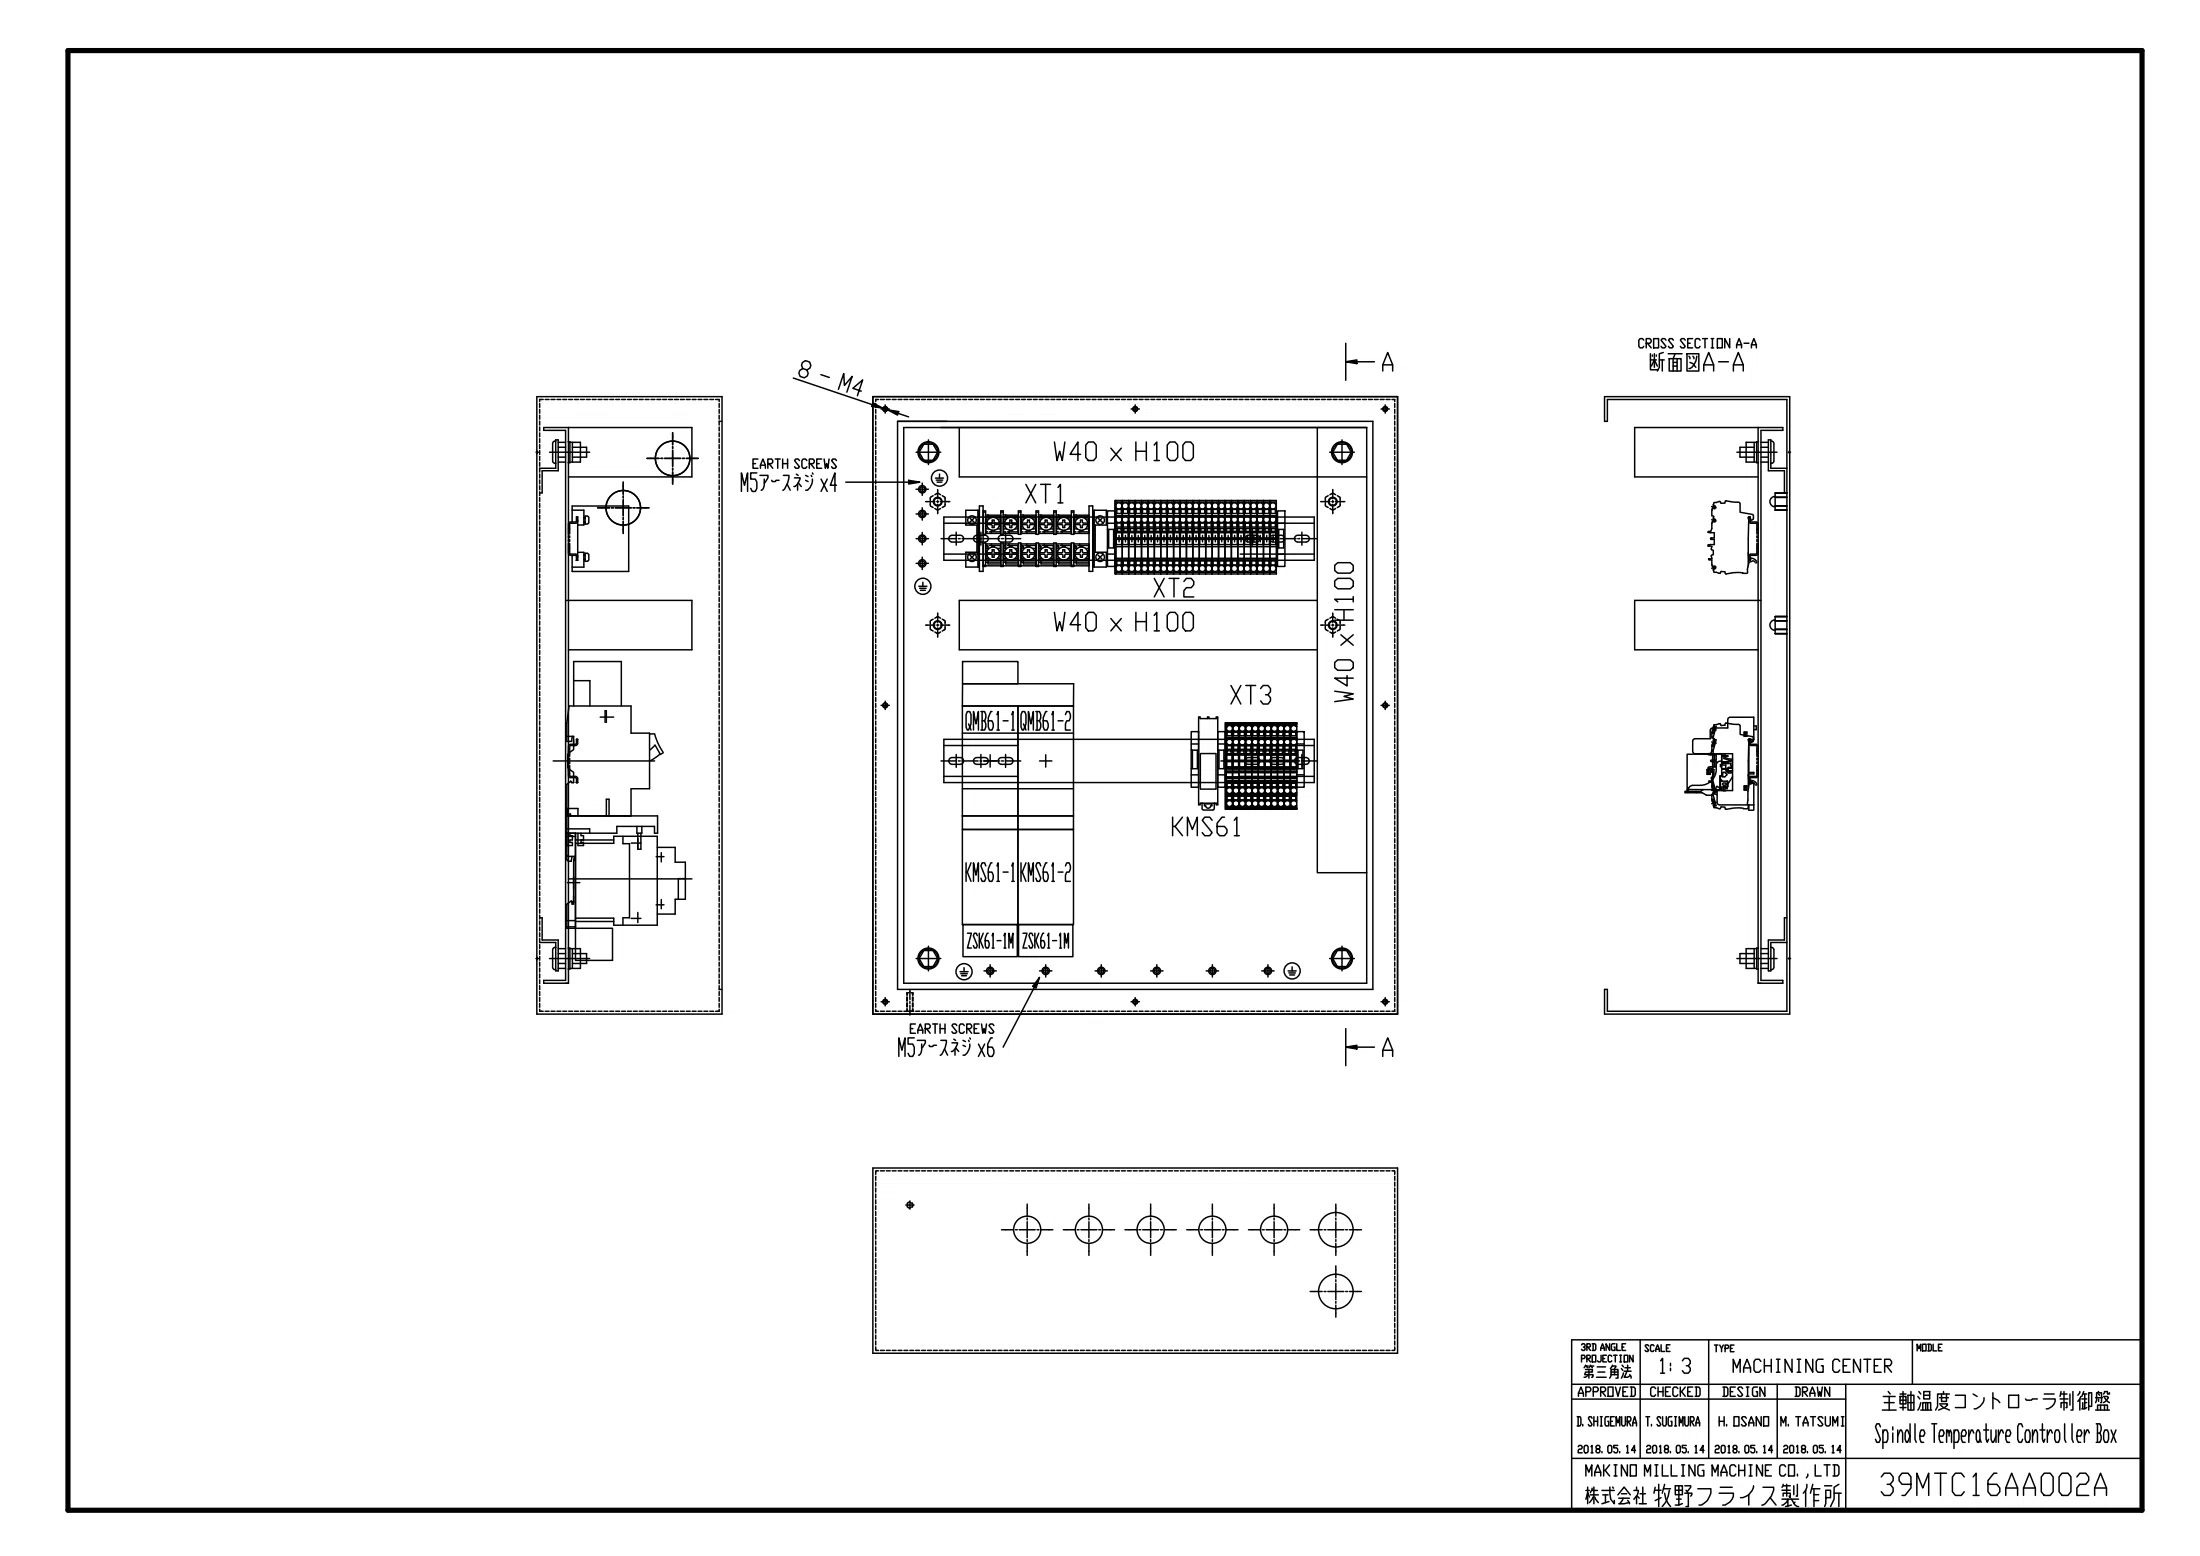 CROSS SECTION A-A
断面図A-A
A
8 - M4
W40 x H100
EARTH SCREWS
M5アースネジ x4
XT1
XT2
W40 x H100
W40 x H100
XT3
QMB61-1 QMB61-2
KMS61
KMS61-1 KMS61-2
ZSK61-1M ZSK61-1M
EARTH SCREWS
M5アースネジ x6
A
3RD ANGLE
PROJECTION
第三角法
SCALE
1: 3
TYPE
MACHINING CENTER
MODLE
APPROVED CHECKED DESIGN DRAWN
D. SHIGEMURA T. SUGIMURA H. OSANO M. TATSUMI
2018. 05. 14 2018. 05. 14 2018. 05. 14 2018. 05. 14
主軸温度コントローラ制御盤
Spindle Temperature Controller Box
MAKINO MILLING MACHINE CO. ,LTD
株式会社 牧野フライス製作所
39MTC16AA002A